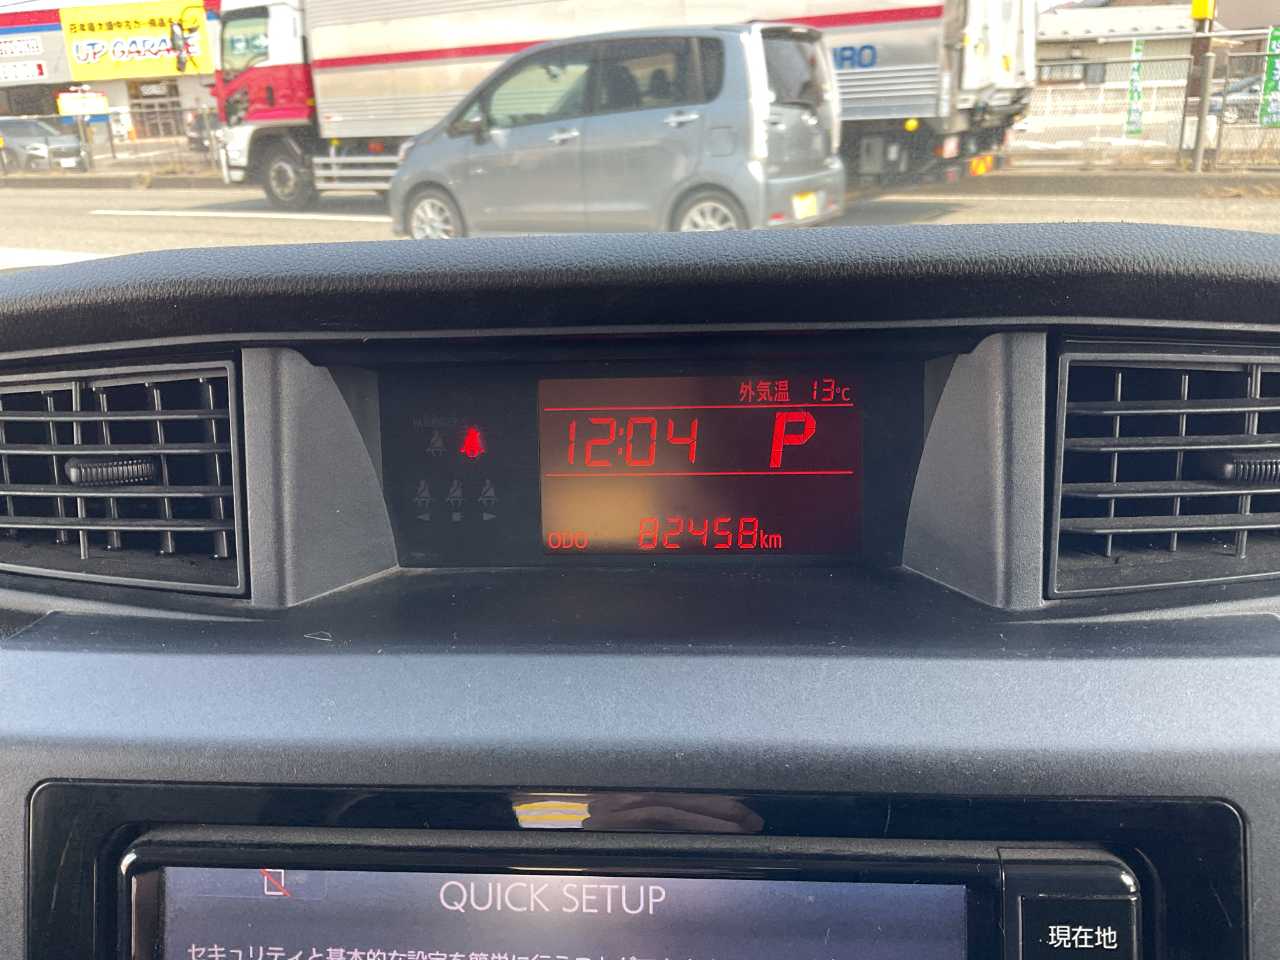 UP GARAGE
IRO
外気温 13℃
12:04 P
ODO 82458km
QUICK SETUP
現在地